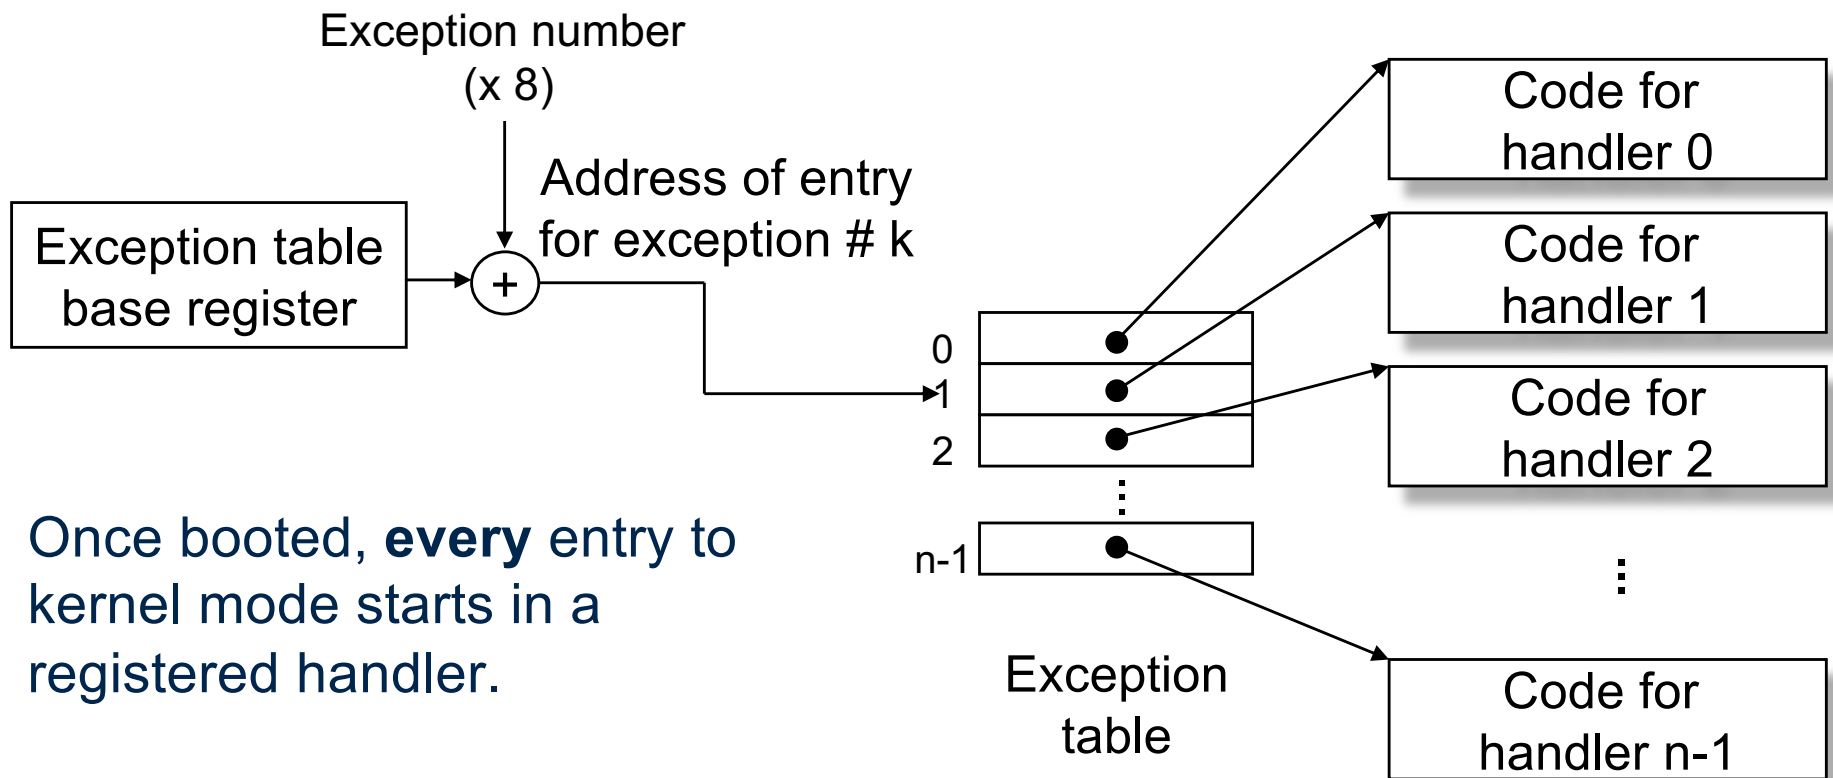 Exception number
(x 8)
Address of entry
for exception # k
Exception table
base register
+
0
1
2
n-1
Exception
table
Code for
handler 0
Code for
handler 1
Code for
handler 2
Code for
handler n-1
Once booted, every entry to
kernel mode starts in a
registered handler.